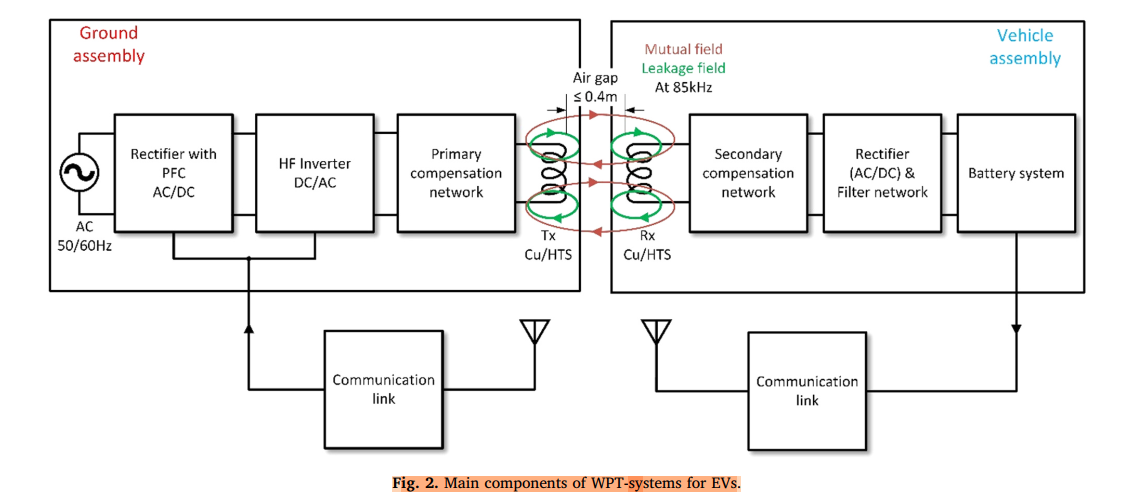 Ground
assembly
Vehicle
assembly
Mutual field
Leakage field
At 85kHz
Air gap
≤ 0.4m
Rectifier with
PFC
AC/DC
HF Inverter
DC/AC
Primary
compensation
network
Secondary
compensation
network
Rectifier
(AC/DC) &
Filter network
Battery system
AC
50/60Hz
Tx
Cu/HTS
Rx
Cu/HTS
Communication
link
Communication
link
Fig. 2. Main components of WPT-systems for EVs.